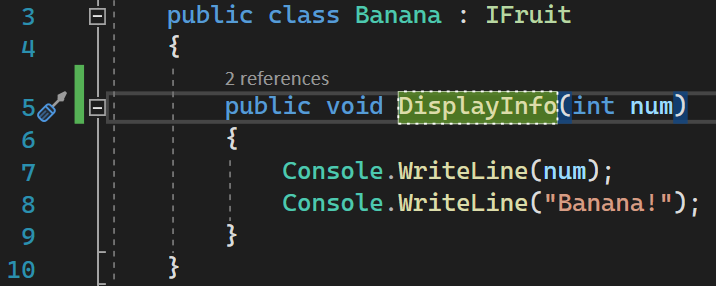 3 public class Banana : IFruit
4 {
2 references
5 public void DisplayInfo(int num)
6 {
7 Console.WriteLine(num);
8 Console.WriteLine("Banana!");
9 }
10 }